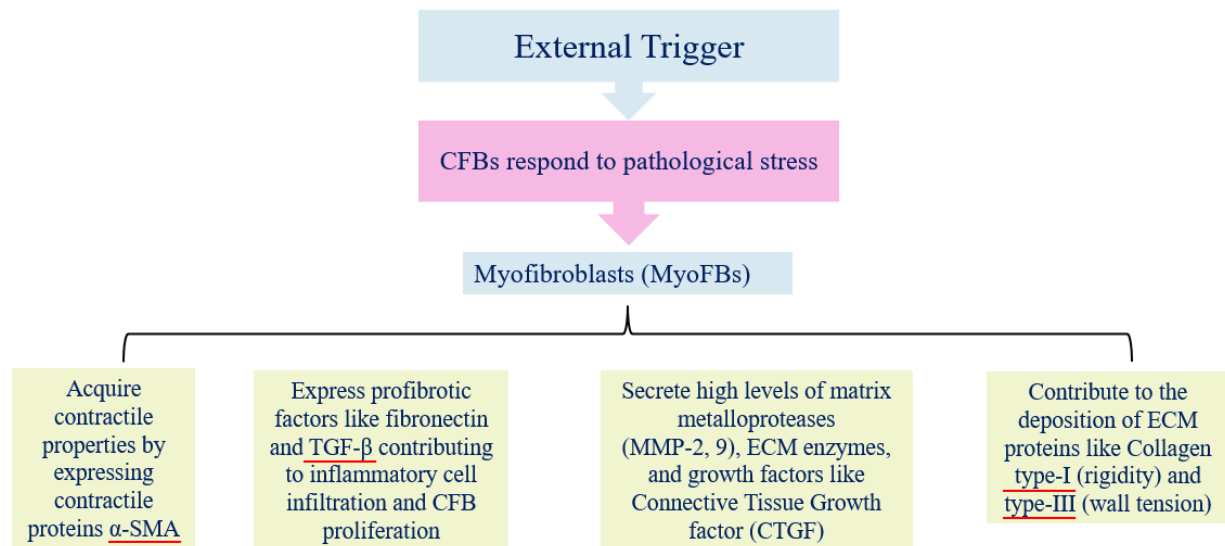 External Trigger
CFBs respond to pathological stress
Myofibroblasts (MyoFBs)
Acquire
contractile
properties by
expressing
contractile
proteins α-SMA
Express profibrotic
factors like fibronectin
and TGF-β contributing
to inflammatory cell
infiltration and CFB
proliferation
Secrete high levels of matrix
metalloproteases
(MMP-2, 9), ECM enzymes,
and growth factors like
Connective Tissue Growth
factor (CTGF)
Contribute to the
deposition of ECM
proteins like Collagen
type-I (rigidity) and
type-III (wall tension)